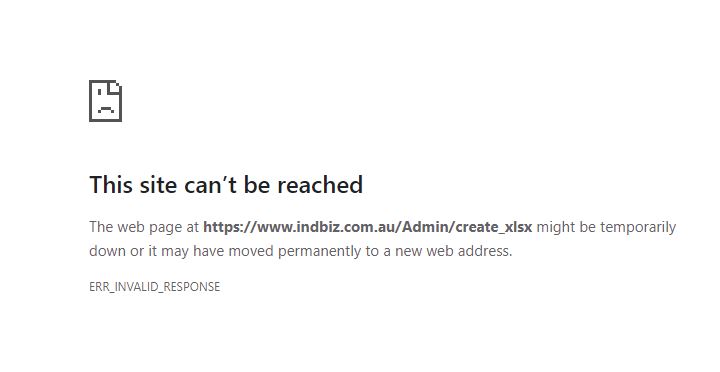 This site can’t be reached
The web page at https://www.indbiz.com.au/Admin/create_xlsx might be temporarily
down or it may have moved permanently to a new web address.
ERR_INVALID_RESPONSE